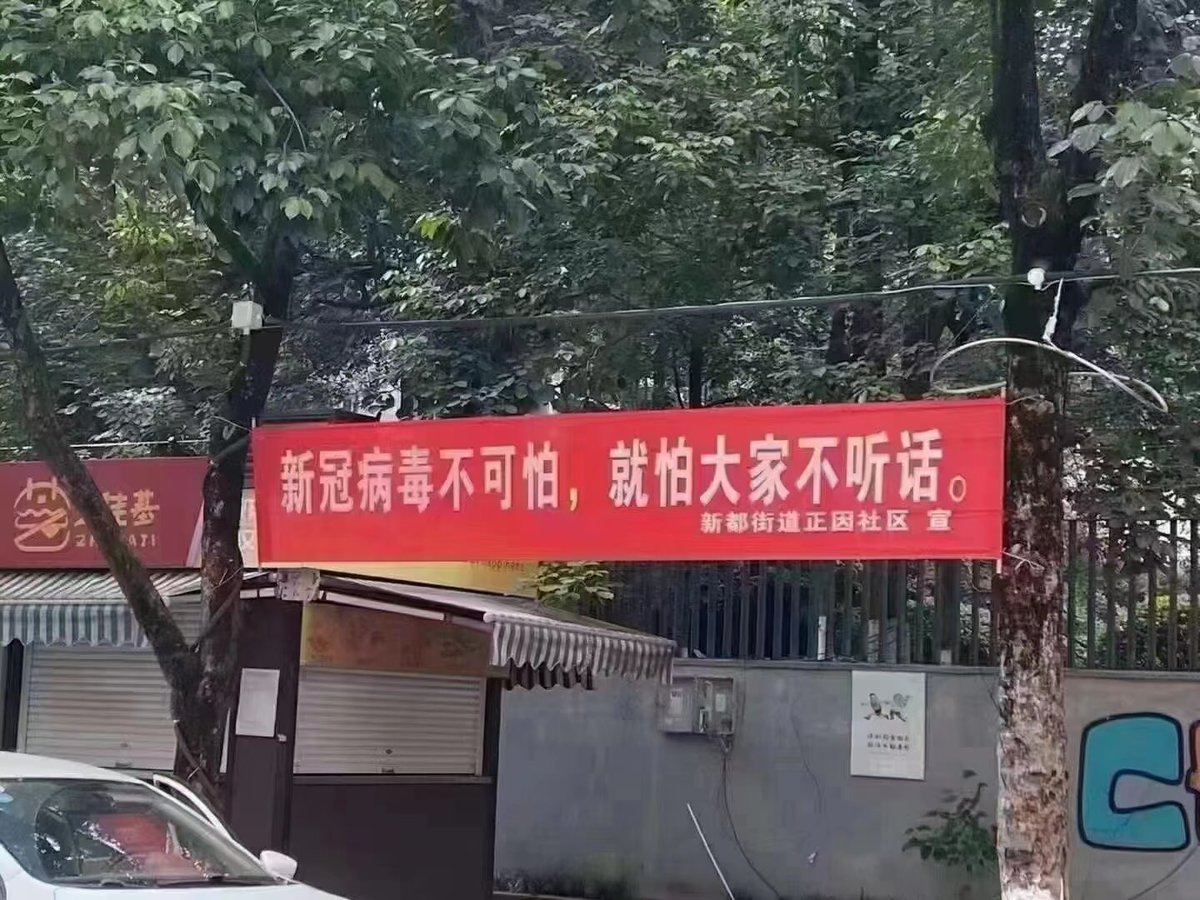 新冠病毒不可怕，就怕大家不听话。
新都街道正因社区 宣